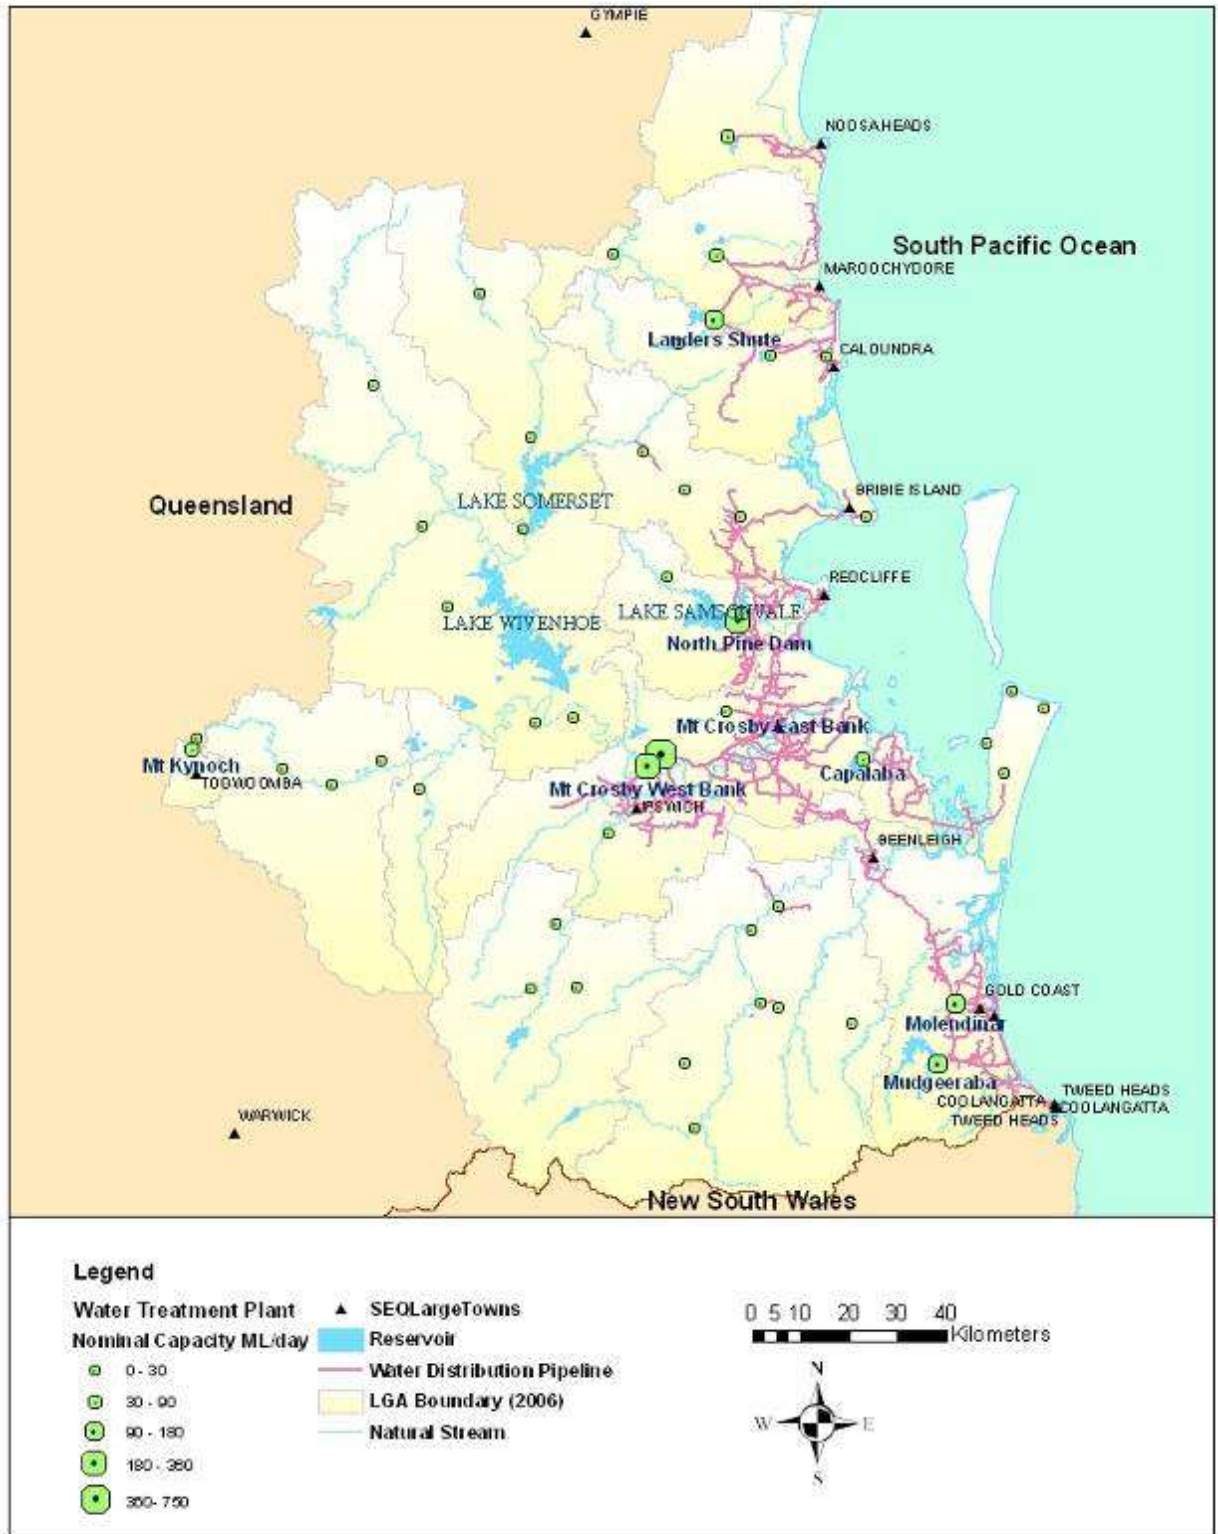 GYMPIE
NOOSA HEADS
South Pacific Ocean
MAROOCHYDORE
Landers Shute
CALOUNDRA
Queensland
LAKE SOMERSET
BRIBIE ISLAND
REDCLIFFE
LAKE WIVENHOE
LAKE SAMSONVALE
North Pine Dam
Mt Crosby East Bank
Mt Kynoch
TOOWOOMBA
Capalaba
Mt Crosby West Bank
IPSWICH
BEENLEIGH
GOLD COAST
Molendinar
Mudgeeraba
COOLANGATTA
TWEED HEADS
TWEED HEADS
COOLANGATTA
WARWICK
New South Wales
Legend
Water Treatment Plant
Nominal Capacity ML/day
0 - 30
30 - 90
90 - 180
180 - 360
360 - 750
SEQLargeTowns
Reservoir
Water Distribution Pipeline
LGA Boundary (2006)
Natural Stream
0 5 10 20 30 40
Kilometers
N
W E
S